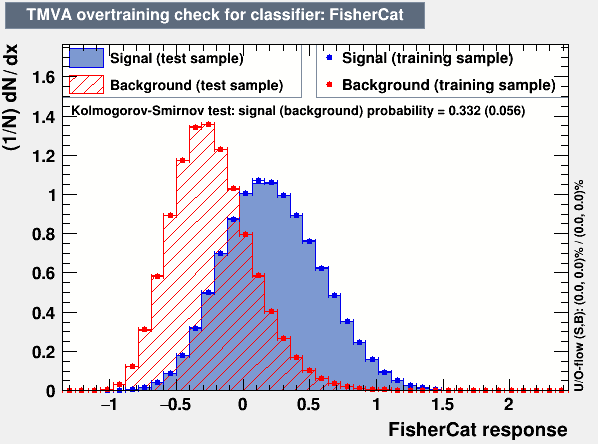 TMVA overtraining check for classifier: FisherCat
(1/N) dN/dx
Signal (test sample)
Background (test sample)
Signal (training sample)
Background (training sample)
Kolmogorov-Smirnov test: signal (background) probability = 0.332 (0.056)
1.6
1.4
1.2
1
0.8
0.6
0.4
0.2
0
−1
−0.5
0
0.5
1
1.5
2
FisherCat response
U/O-flow (S,B): (0.0, 0.0)% / (0.0, 0.0)%